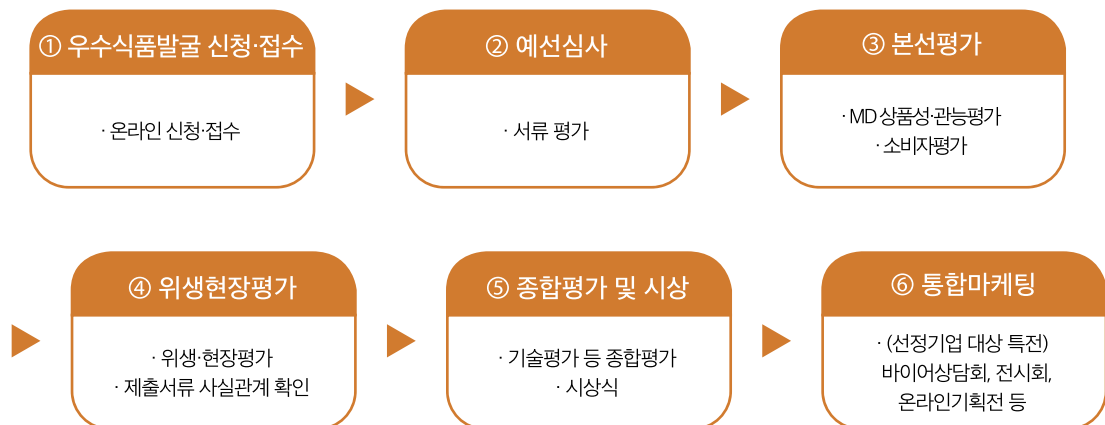 ① 우수식품발굴 신청·접수
· 온라인 신청·접수
② 예선심사
· 서류 평가
③ 본선평가
· MD 상품성·관능평가
· 소비자평가
④ 위생현장평가
· 위생·현장평가
· 제출서류 사실관계 확인
⑤ 종합평가 및 시상
· 기술평가 등 종합평가
· 시상식
⑥ 통합마케팅
· (선정기업 대상 특전)
바이어상담회, 전시회,
온라인기획전 등